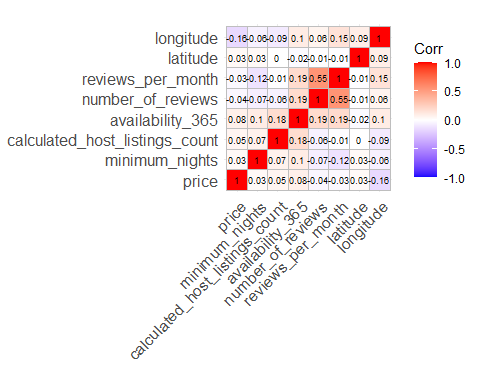 longitude -0.16 -0.06 -0.09 0.1 0.06 0.15 0.09 1
latitude 0.03 0.03 0 -0.02 -0.01 -0.01 1 0.09
reviews_per_month -0.03 -0.12 -0.01 0.19 0.55 1 -0.01 0.15
number_of_reviews -0.04 -0.07 -0.06 0.19 1 0.55 -0.01 0.06
availability_365 0.08 0.1 0.18 1 0.19 0.19 -0.02 0.1
calculated_host_listings_count 0.05 0.07 1 0.18 -0.06 -0.01 0 -0.09
minimum_nights 0.03 1 0.07 0.1 -0.07 -0.12 0.03 -0.06
price 1 0.03 0.05 0.08 -0.04 -0.03 0.03 -0.16
price
minimum_nights
calculated_host_listings_count
availability_365
number_of_reviews
reviews_per_month
latitude
longitude
Corr
1.0
0.5
0.0
-0.5
-1.0